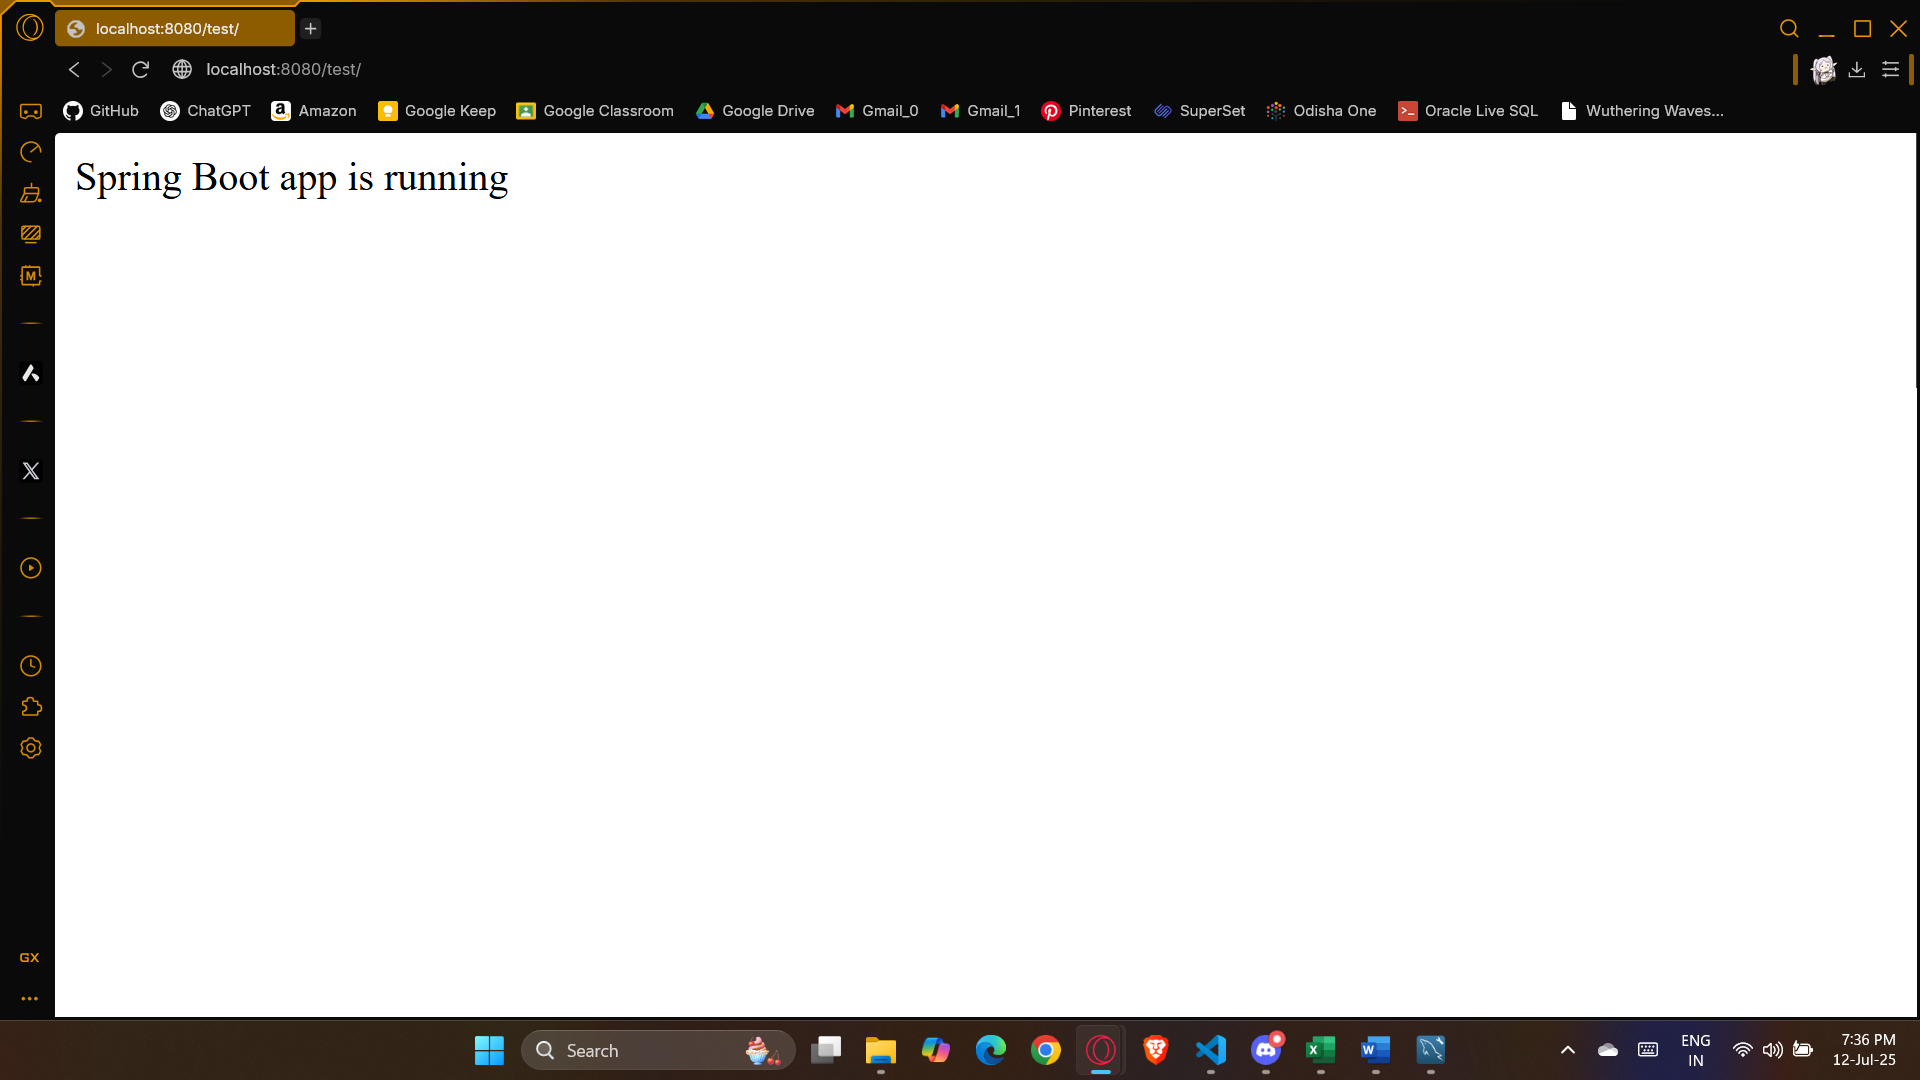 localhost:8080/test/
localhost:8080/test/
GitHub
ChatGPT
Amazon
Google Keep
Google Classroom
Google Drive
Gmail_0
Gmail_1
Pinterest
SuperSet
Odisha One
Oracle Live SQL
Wuthering Waves...
Spring Boot app is running
M
GX
Search
ENG
IN
7:36 PM
12-Jul-25